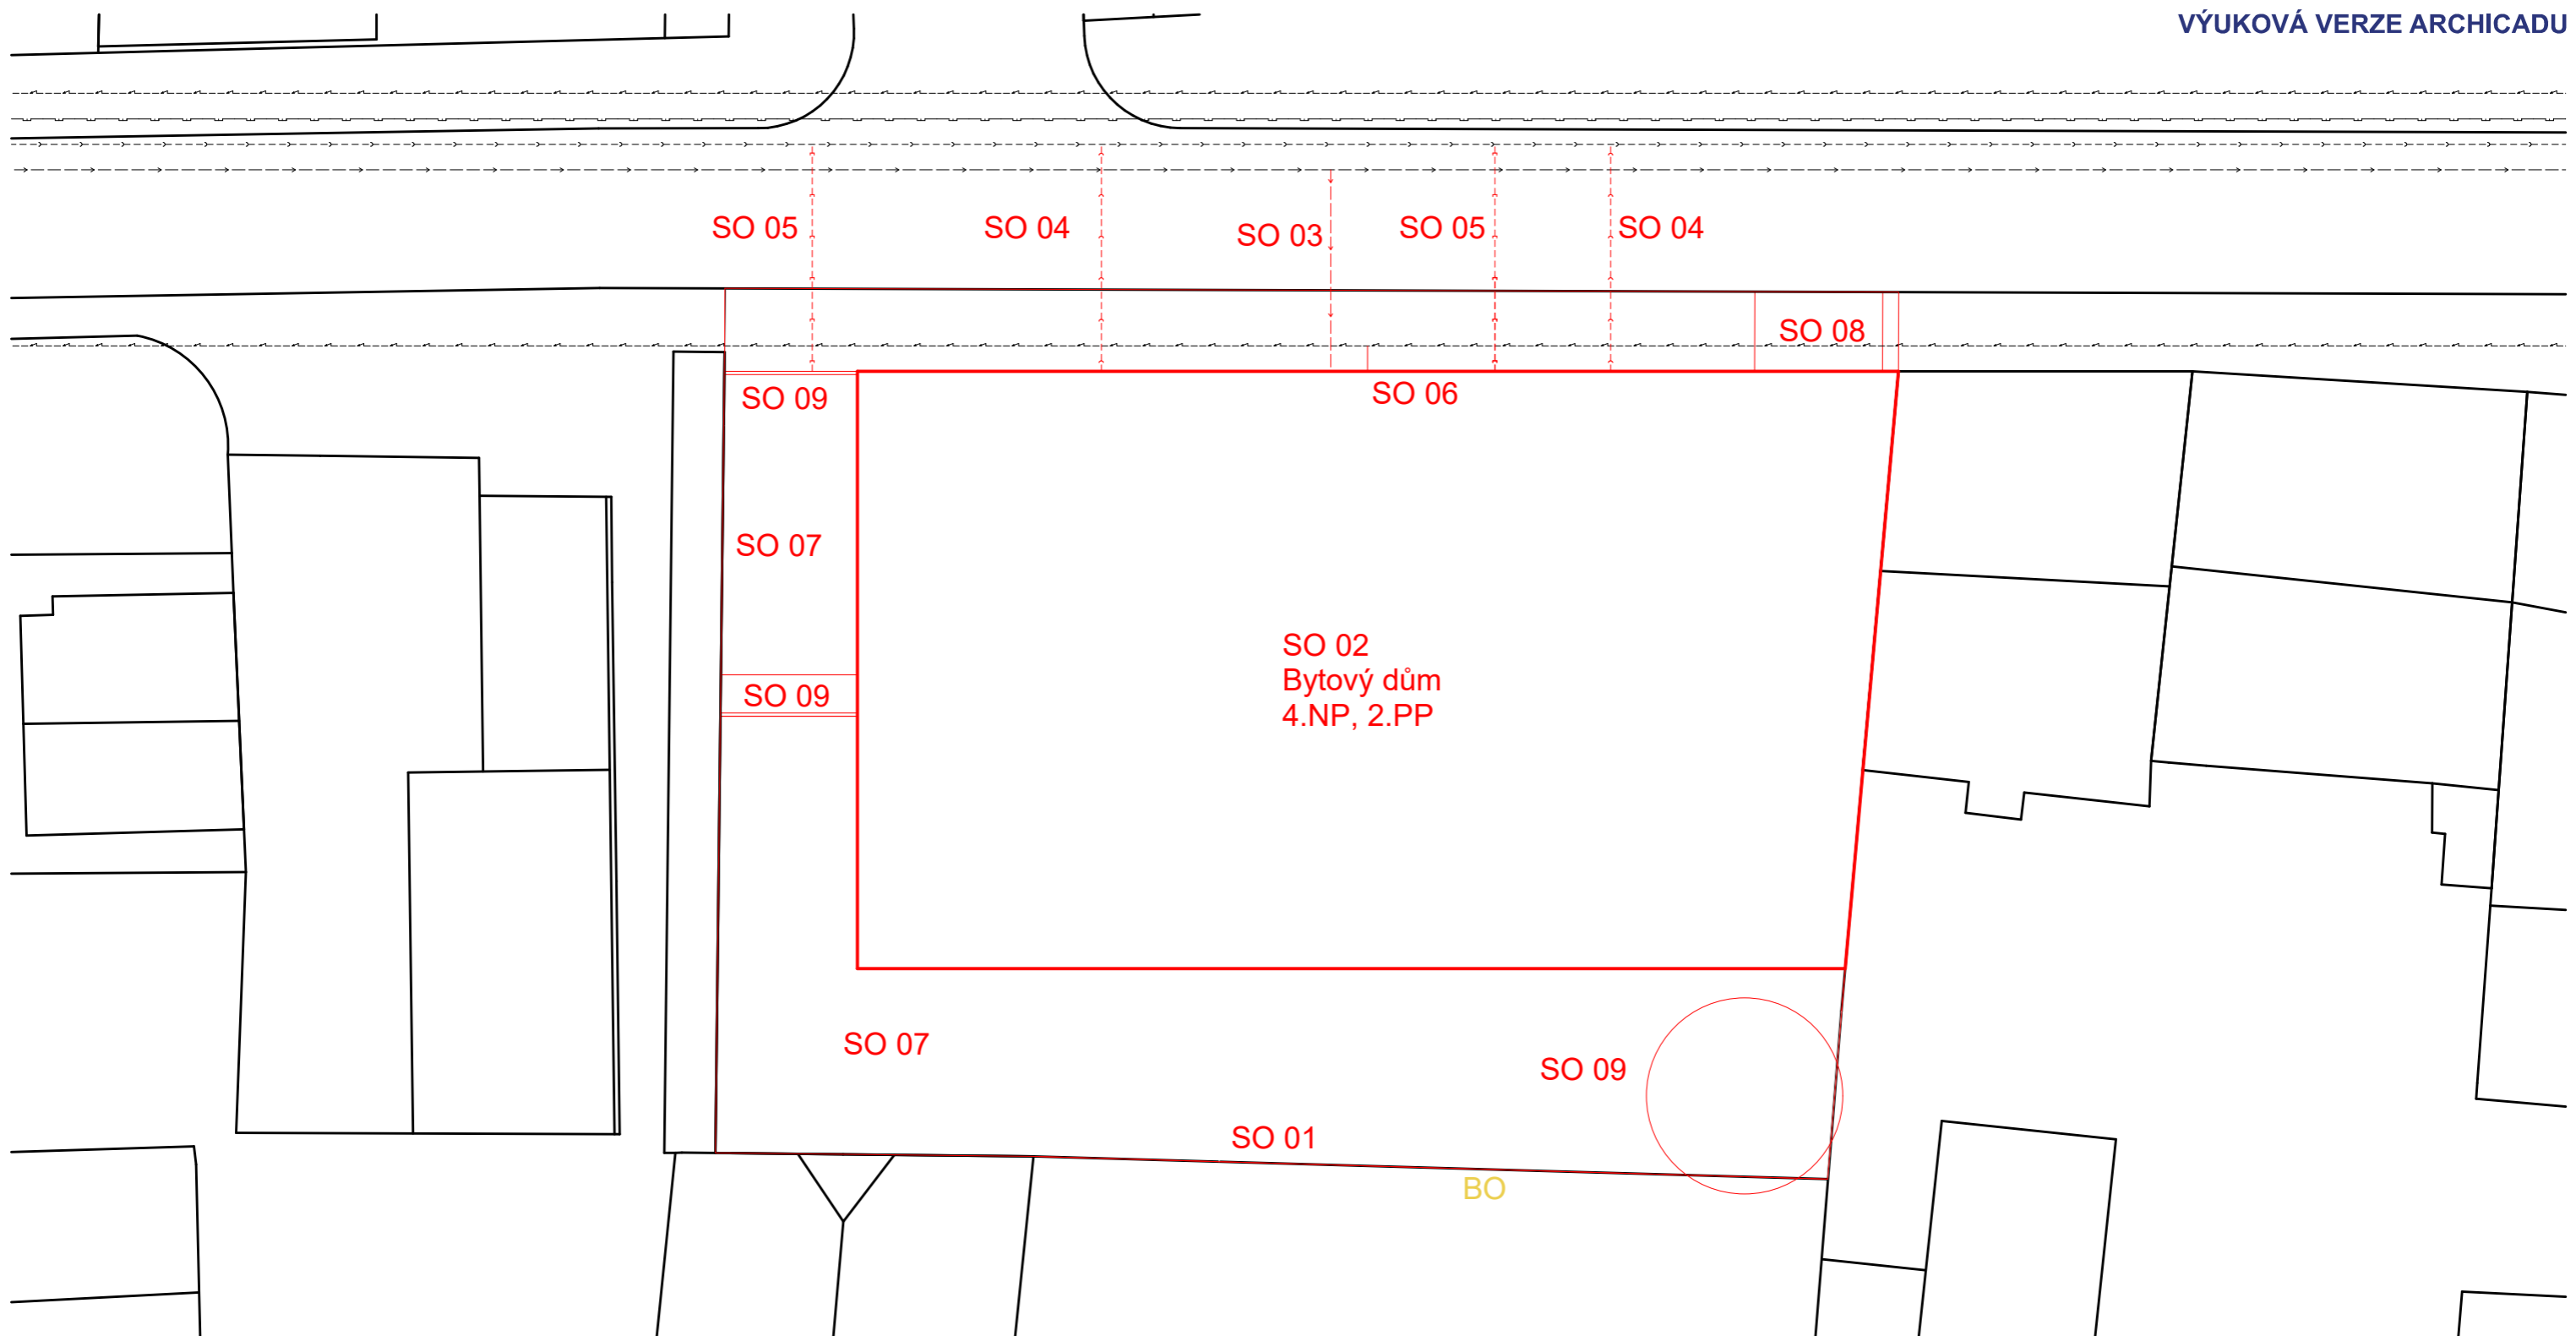 VÝUKOVÁ VERZE ARCHICADU
SO 05
SO 04
SO 03
SO 05
SO 04
SO 08
SO 09
SO 06
SO 07
SO 02
Bytový dům
4.NP, 2.PP
SO 09
SO 07
SO 09
SO 01
BO